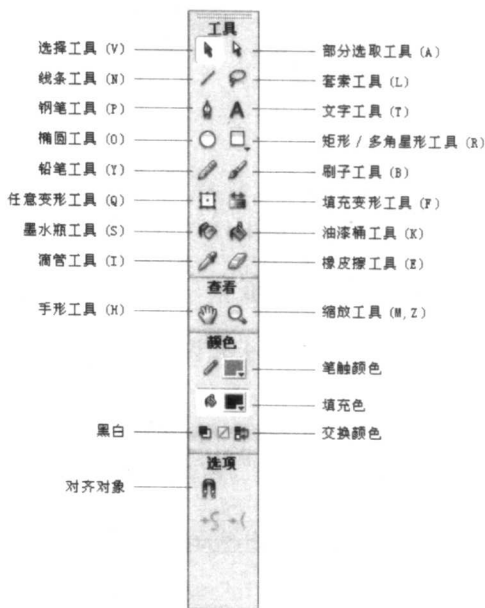 工具
选择工具 (V)
部分选取工具 (A)
线条工具 (N)
套索工具 (L)
钢笔工具 (P)
文字工具 (T)
椭圆工具 (O)
矩形 / 多角星形工具 (R)
铅笔工具 (Y)
刷子工具 (B)
任意变形工具 (Q)
填充变形工具 (F)
墨水瓶工具 (S)
油漆桶工具 (K)
滴管工具 (I)
橡皮擦工具 (E)
查看
手形工具 (H)
缩放工具 (M, Z)
颜色
笔触颜色
填充色
黑白
交换颜色
选项
对齐对象